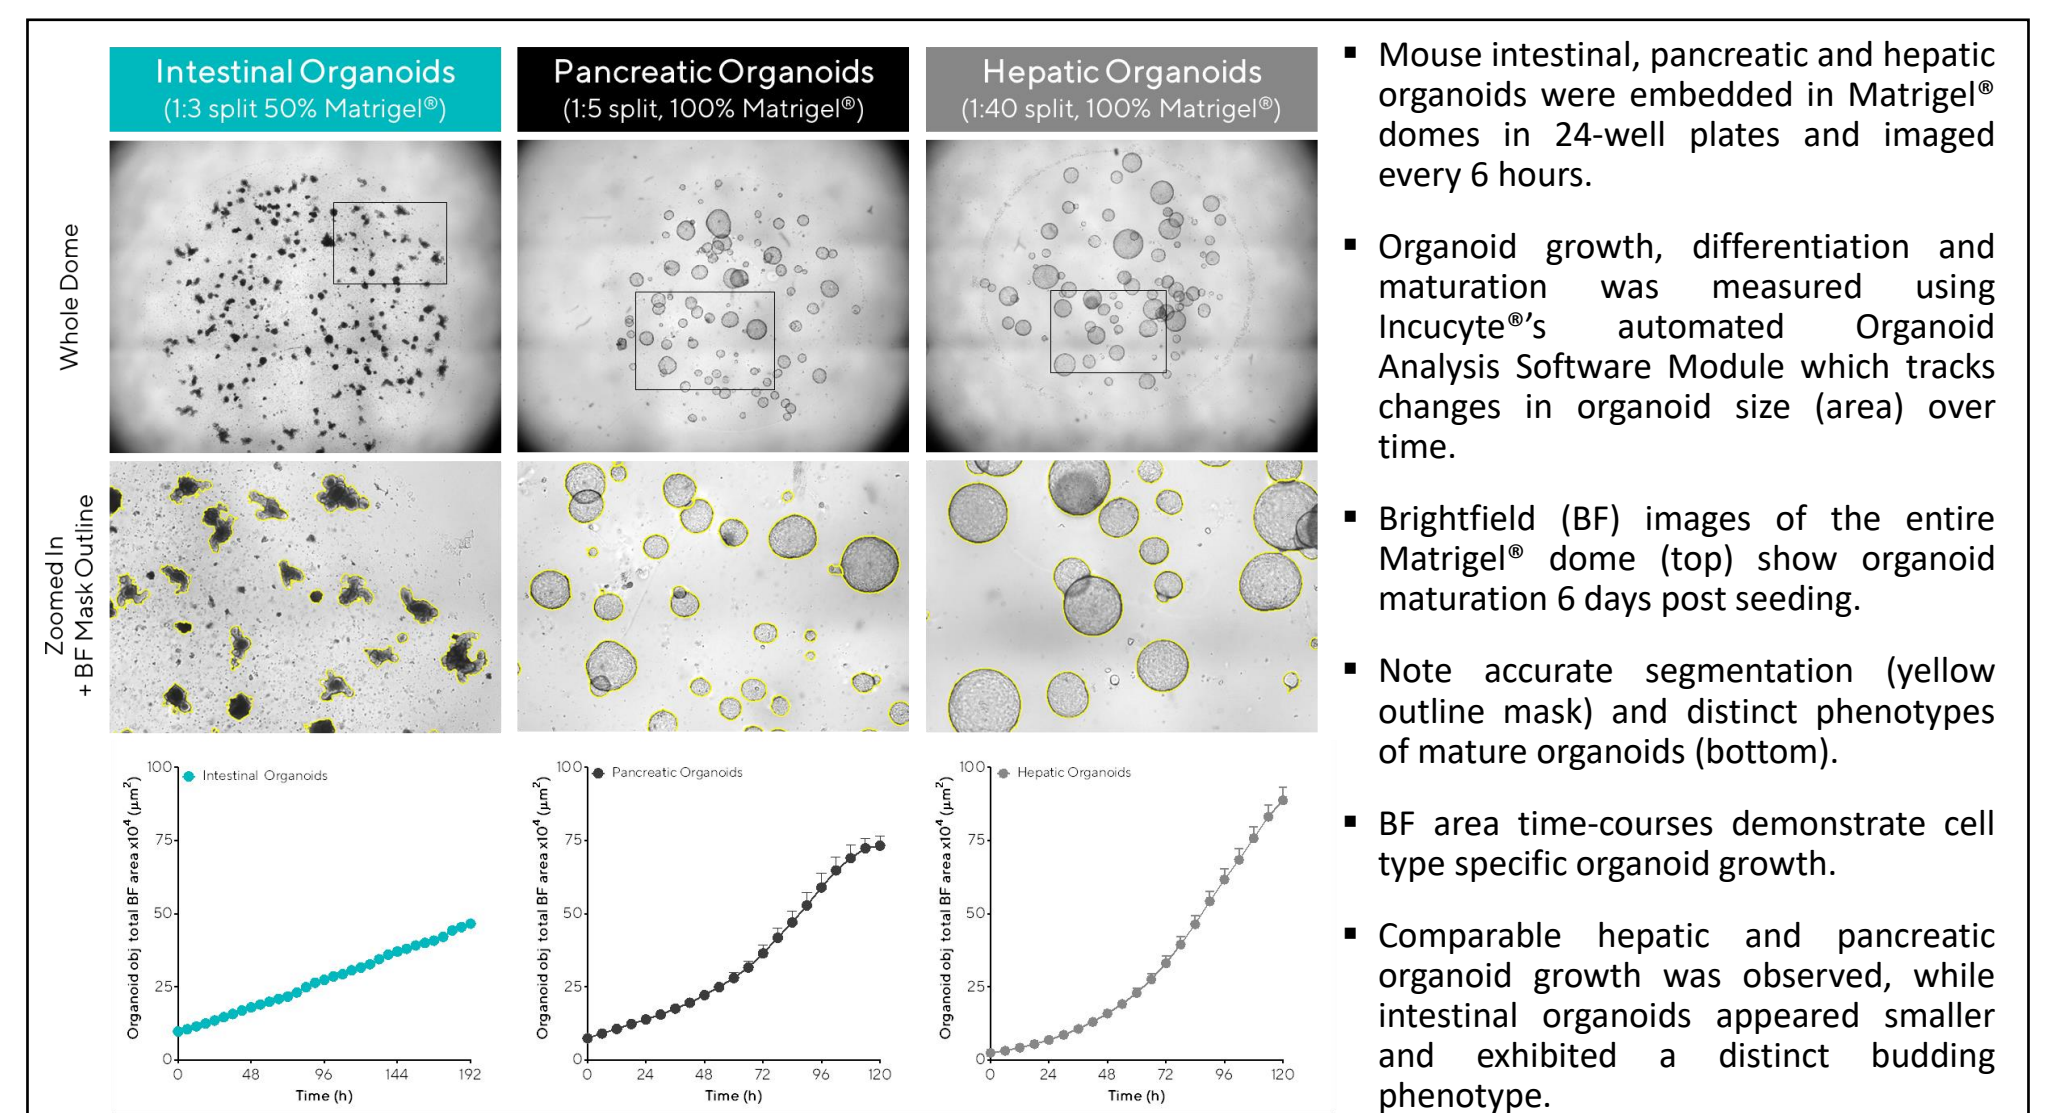 Intestinal Organoids
(1:3 split 50% Matrigel®)
Pancreatic Organoids
(1:5 split, 100% Matrigel®)
Hepatic Organoids
(1:40 split, 100% Matrigel®)
Whole Dome
Zoomed In
+ BF Mask Outline
Organoid obj total BF area x10⁴ (µm²)
100
75
50
25
0
Intestinal Organoids
0 48 96 144 192
Time (h)
Organoid obj total BF area x10⁴ (µm²)
100
75
50
25
0
Pancreatic Organoids
0 24 48 72 96 120
Time (h)
Organoid obj total BF area x10⁴ (µm²)
100
75
50
25
0
Hepatic Organoids
0 24 48 72 96 120
Time (h)
▪ Mouse intestinal, pancreatic and hepatic
organoids were embedded in Matrigel®
domes in 24-well plates and imaged
every 6 hours.
▪ Organoid growth, differentiation and
maturation was measured using
Incucyte®’s automated Organoid
Analysis Software Module which tracks
changes in organoid size (area) over
time.
▪ Brightfield (BF) images of the entire
Matrigel® dome (top) show organoid
maturation 6 days post seeding.
▪ Note accurate segmentation (yellow
outline mask) and distinct phenotypes
of mature organoids (bottom).
▪ BF area time-courses demonstrate cell
type specific organoid growth.
▪ Comparable hepatic and pancreatic
organoid growth was observed, while
intestinal organoids appeared smaller
and exhibited a distinct budding
phenotype.